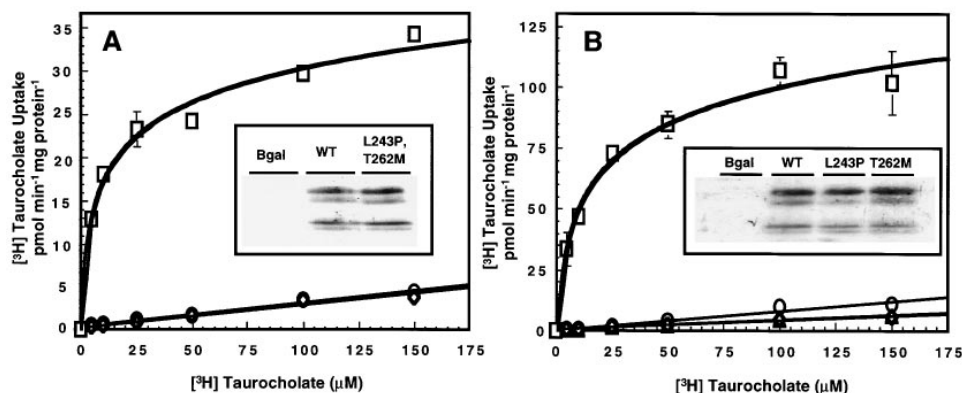 A
[³H] Taurocholate Uptake
pmol min⁻¹ mg protein⁻¹
35
30
25
20
15
10
5
0
Bgal
WT
L243P,
T262M
0
25
50
75
100
125
150
175
[³H] Taurocholate (µM)
B
[³H] Taurocholate Uptake
pmol min⁻¹ mg protein⁻¹
125
100
75
50
25
0
Bgal
WT
L243P
T262M
0
25
50
75
100
125
150
175
[³H] Taurocholate (µM)